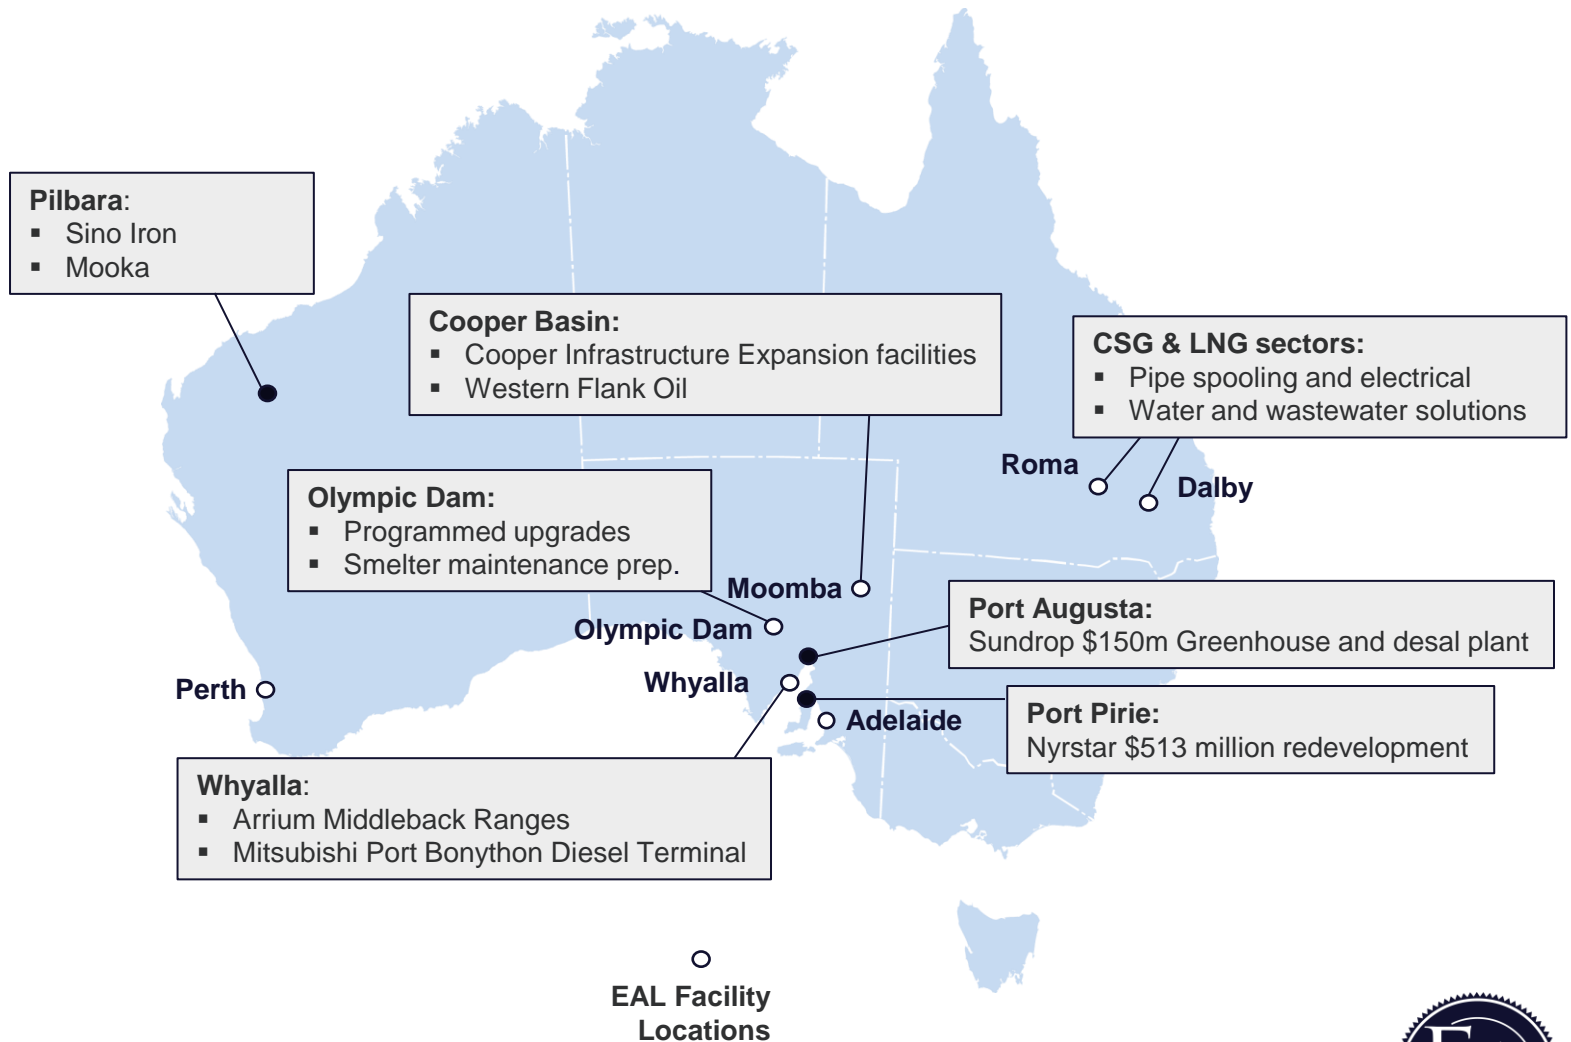 Pilbara:
▪ Sino Iron
▪ Mooka
Cooper Basin:
▪ Cooper Infrastructure Expansion facilities
▪ Western Flank Oil
CSG & LNG sectors:
▪ Pipe spooling and electrical
▪ Water and wastewater solutions
Roma
Dalby
Olympic Dam:
▪ Programmed upgrades
▪ Smelter maintenance prep.
Moomba
Olympic Dam
Port Augusta:
Sundrop $150m Greenhouse and desal plant
Perth
Whyalla
Adelaide
Port Pirie:
Nyrstar $513 million redevelopment
Whyalla:
▪ Arrium Middleback Ranges
▪ Mitsubishi Port Bonython Diesel Terminal
EAL Facility
Locations